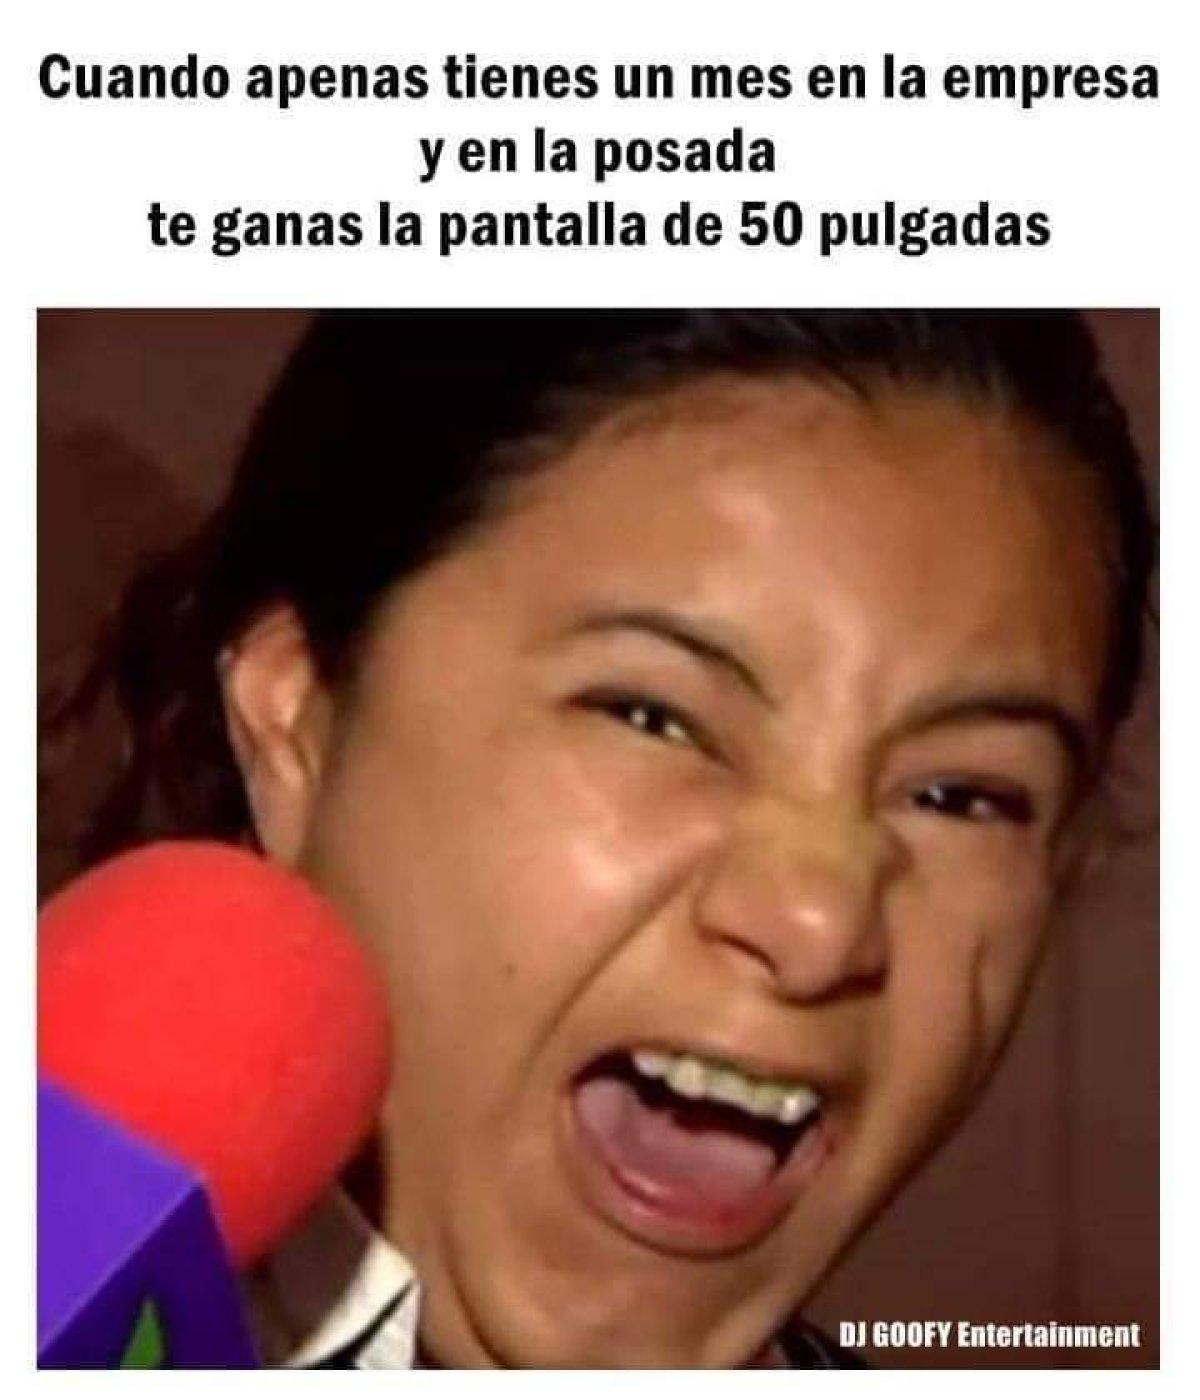 Cuando apenas tienes un mes en la empresa
y en la posada
te ganas la pantalla de 50 pulgadas
DJ GOOFY Entertainment